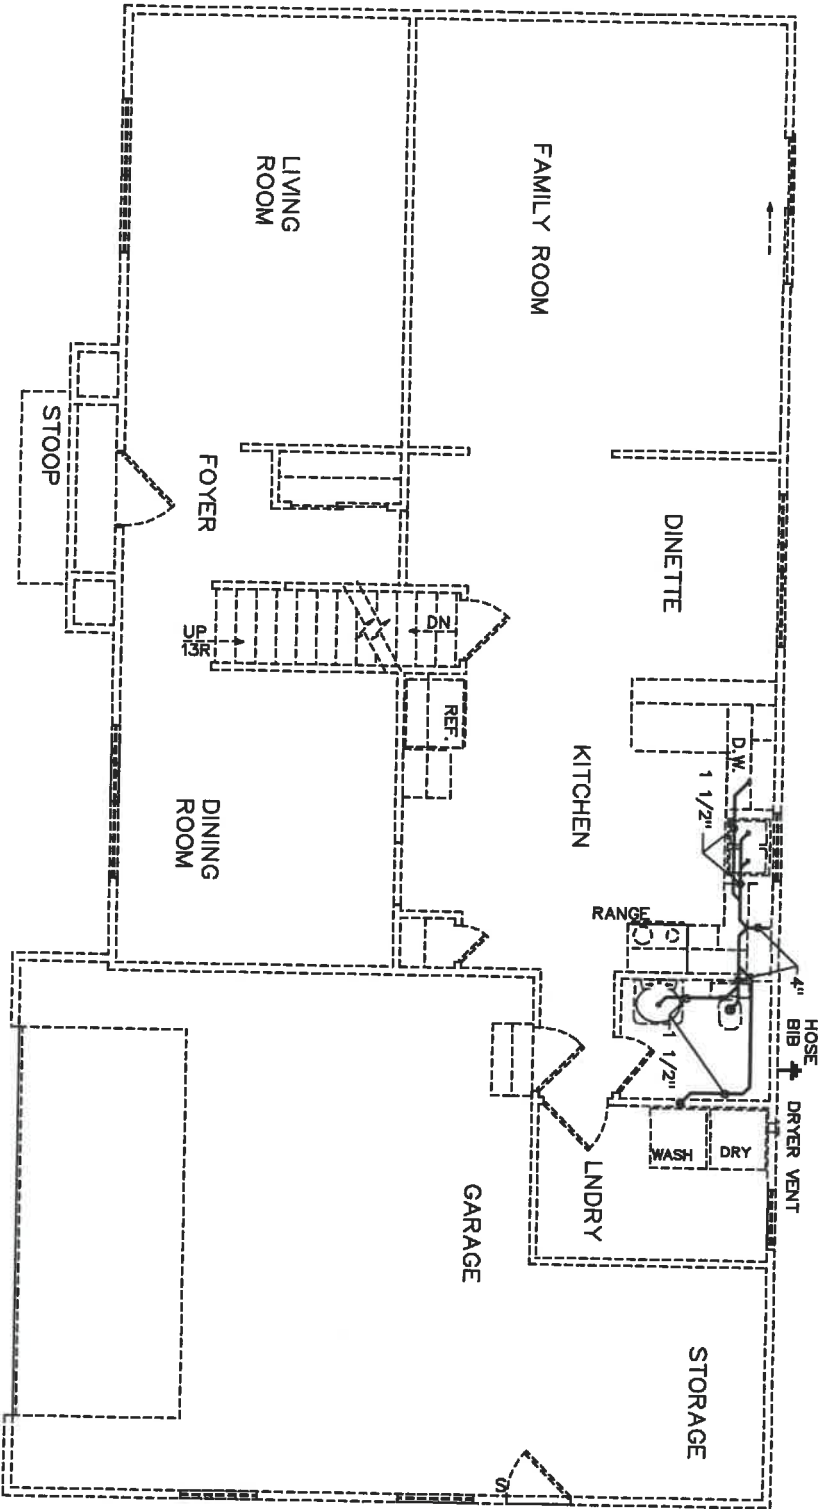 FAMILY ROOM
LIVING
ROOM
DINETTE
FOYER
STOOP
DN
UP
13R
REF.
D.W.
1 1/2"
KITCHEN
DINING
ROOM
RANGE
4"
HOSE
BIB
1 1/2"
DRYER VENT
WASH
DRY
LNDRY
GARAGE
STORAGE
S